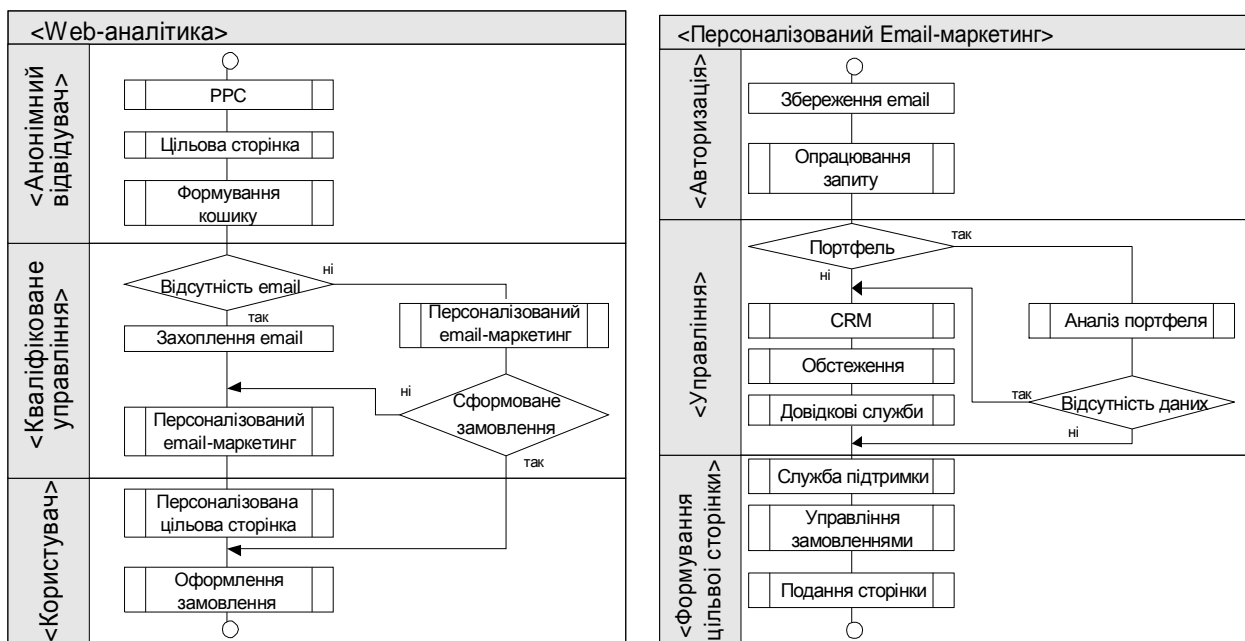 <Web-аналітика>
<Анонімний
відвідувач>
PPC
Цільова сторінка
Формування
кошику
<Кваліфіковане
управління>
Відсутність email
ні
так
Захоплення email
Персоналізований
email-маркетинг
ні
Сформоване
замовлення
так
Персоналізований
email-маркетинг
<Користувач>
Персоналізована
цільова сторінка
Оформлення
замовлення
<Персоналізований Email-маркетинг>
<Авторизація>
Збереження email
Опрацювання
запиту
<Управління>
Портфель
так
ні
CRM
Аналіз портфеля
Обстеження
так
Відсутність даних
ні
Довідкові служби
<Формування
цільвої сторінки>
Служба підтримки
Управління
замовленнями
Подання сторінки